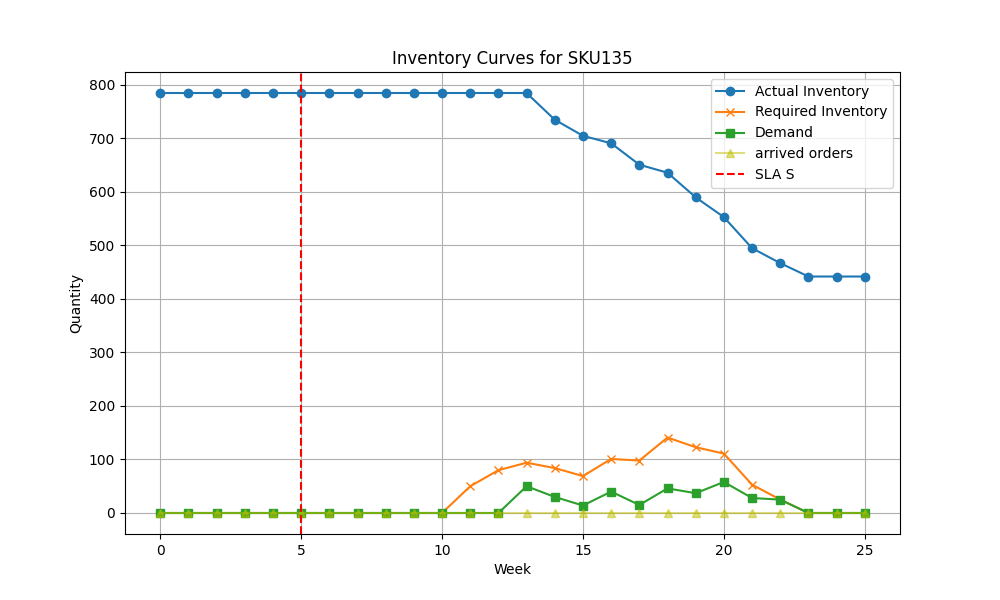 Inventory Curves for SKU135
Actual Inventory
Required Inventory
Demand
arrived orders
SLA S
Quantity
800
700
600
500
400
300
200
100
0
0 5 10 15 20 25
Week